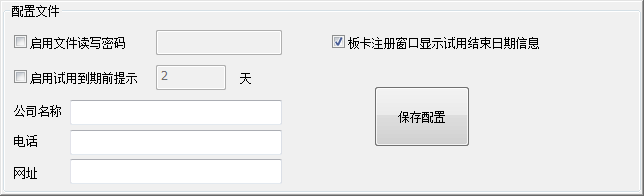 配置文件
启用文件读写密码
板卡注册窗口显示试用结束日期信息
启用试用到期前提示 2 天
公司名称
保存配置
电话
网址